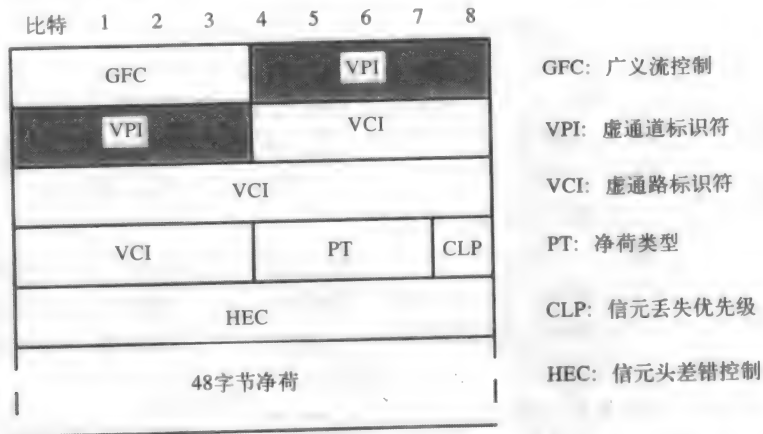 比特 1 2 3 4 5 6 7 8
GFC VPI
VPI VCI
VCI
VCI PT CLP
HEC
48字节净荷
GFC: 广义流控制
VPI: 虚通道标识符
VCI: 虚通路标识符
PT: 净荷类型
CLP: 信元丢失优先级
HEC: 信元头差错控制